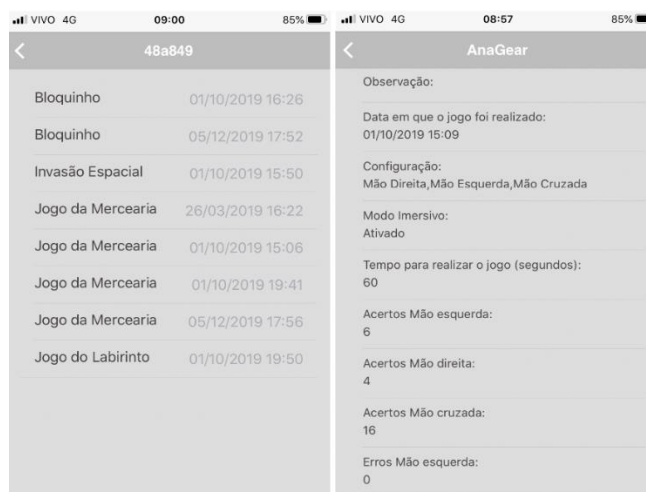 VIVO 4G 09:00 85%
48a849
Bloquinho 01/10/2019 16:26
Bloquinho 05/12/2019 17:52
Invasão Espacial 01/10/2019 15:50
Jogo da Mercearia 26/03/2019 16:22
Jogo da Mercearia 01/10/2019 15:06
Jogo da Mercearia 01/10/2019 19:41
Jogo da Mercearia 05/12/2019 17:56
Jogo do Labirinto 01/10/2019 19:50
VIVO 4G 08:57 85%
AnaGear
Observação:
Data em que o jogo foi realizado:
01/10/2019 15:09
Configuração:
Mão Direita,Mão Esquerda,Mão Cruzada
Modo Imersivo:
Ativado
Tempo para realizar o jogo (segundos):
60
Acertos Mão esquerda:
6
Acertos Mão direita:
4
Acertos Mão cruzada:
16
Erros Mão esquerda:
0